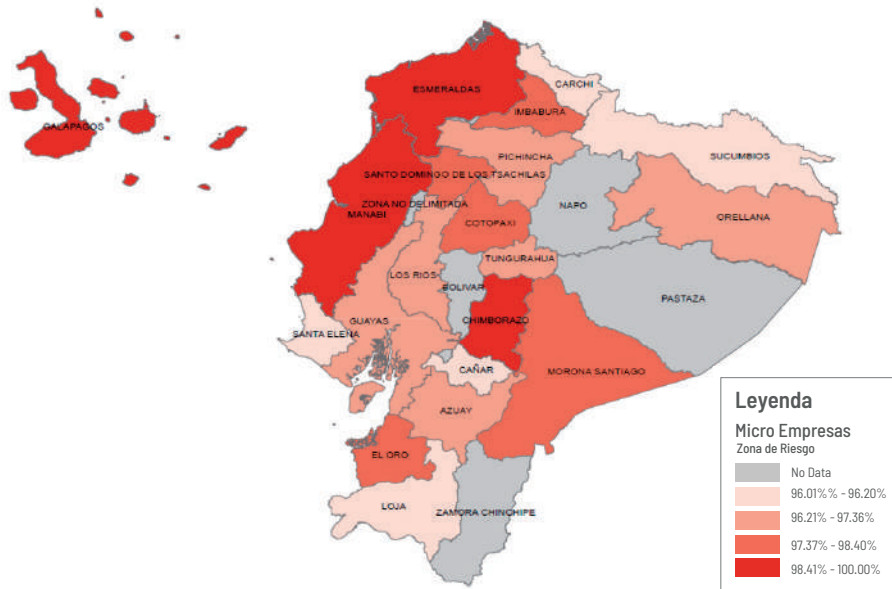 CARCHI
ESMERALDAS
IMBABURA
GALAPAGOS
PICHINCHA
SUCUMBIOS
SANTO DOMINGO DE LOS TSACHILAS
ZONA NO DELIMITADA
NAPO
MANABI
COTOPAXI
ORELLANA
TUNGURAHUA
LOS RIOS
BOLIVAR
PASTAZA
GUAYAS
CHIMBORAZO
SANTA ELENA
CAÑAR
MORONA SANTIAGO
AZUAY
EL ORO
LOJA
ZAMORA CHINCHIPE
Leyenda
Micro Empresas
Zona de Riesgo
No Data
96.01%% - 96.20%
96.21% - 97.36%
97.37% - 98.40%
98.41% - 100.00%